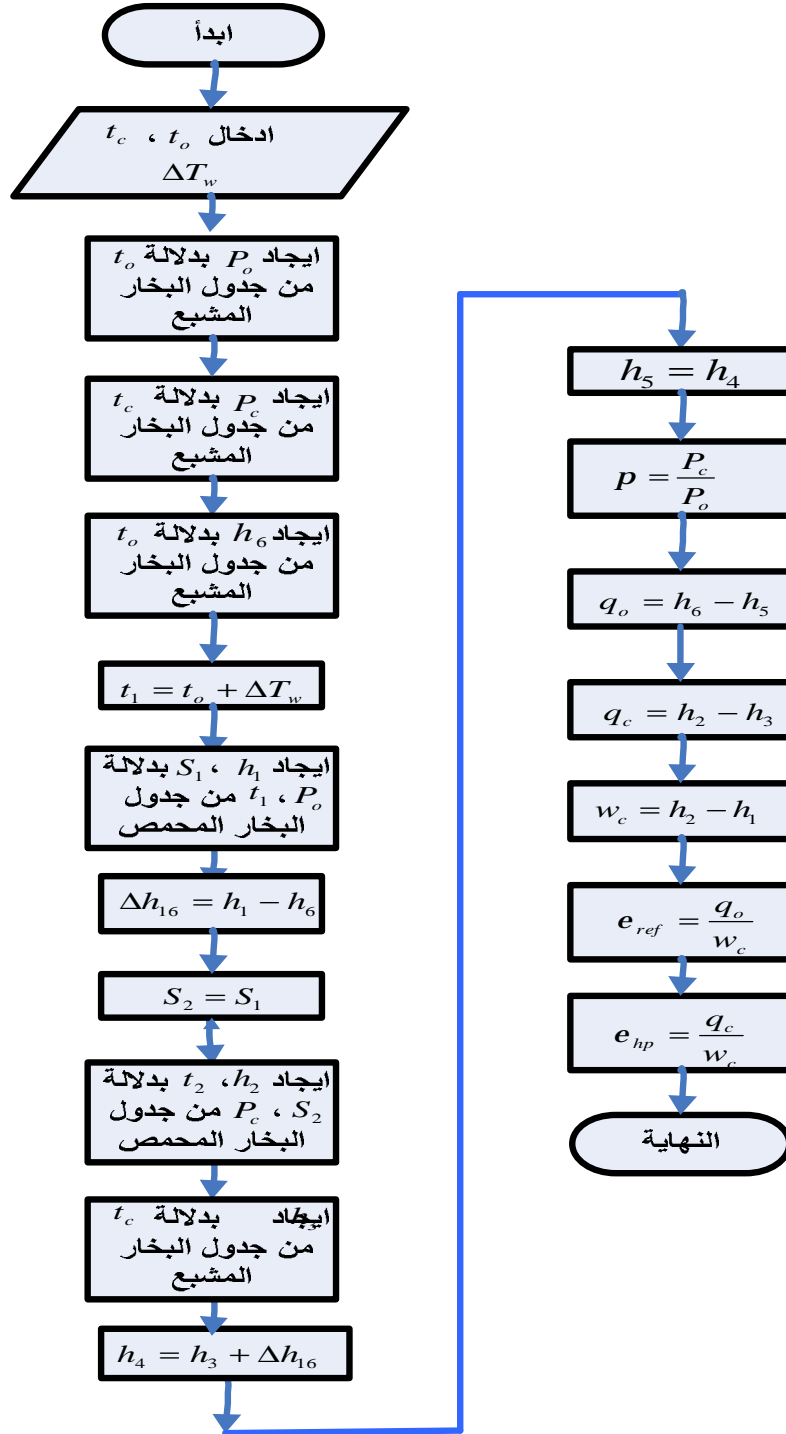 ابدأ
ادخال t_o ، t_c
ΔT_w
ايجاد P_o بدلالة t_o
من جدول البخار
المشبع
ايجاد P_c بدلالة t_c
من جدول البخار
المشبع
ايجاد h_6 بدلالة t_o
من جدول البخار
المشبع
t_1 = t_o + ΔT_w
ايجاد h_1 ، S_1 بدلالة
P_o ، t_1 من جدول
البخار المحمص
Δh_16 = h_1 − h_6
S_2 = S_1
ايجاد h_2 ، t_2 بدلالة
S_2 ، P_c من جدول
البخار المحمص
ايجاد بدلالة t_c
من جدول البخار
المشبع
h_4 = h_3 + Δh_16
h_5 = h_4
p = P_c / P_o
q_o = h_6 − h_5
q_c = h_2 − h_3
w_c = h_2 − h_1
e_ref = q_o / w_c
e_hp = q_c / w_c
النهاية